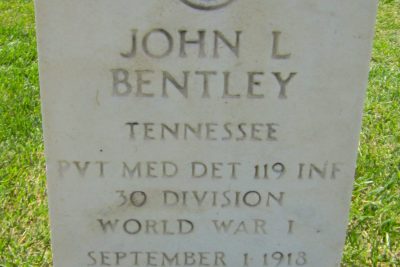 JOHN L
BENTLEY
TENNESSEE
PVT MED DET 119 INF
30 DIVISION
WORLD WAR I
SEPTEMBER 1 1918